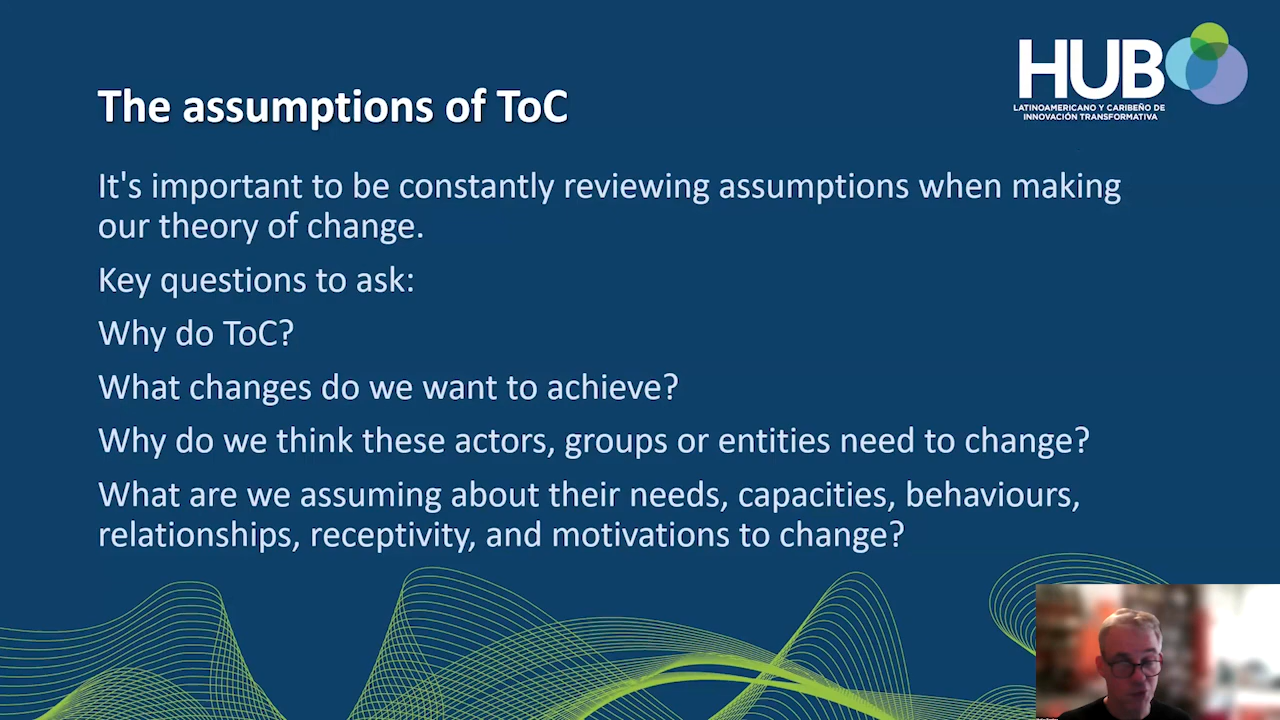 HUB
LATINOAMERICANO Y CARIBEÑO DE
INNOVACIÓN TRANSFORMATIVA
The assumptions of ToC
It's important to be constantly reviewing assumptions when making
our theory of change.
Key questions to ask:
Why do ToC?
What changes do we want to achieve?
Why do we think these actors, groups or entities need to change?
What are we assuming about their needs, capacities, behaviours,
relationships, receptivity, and motivations to change?